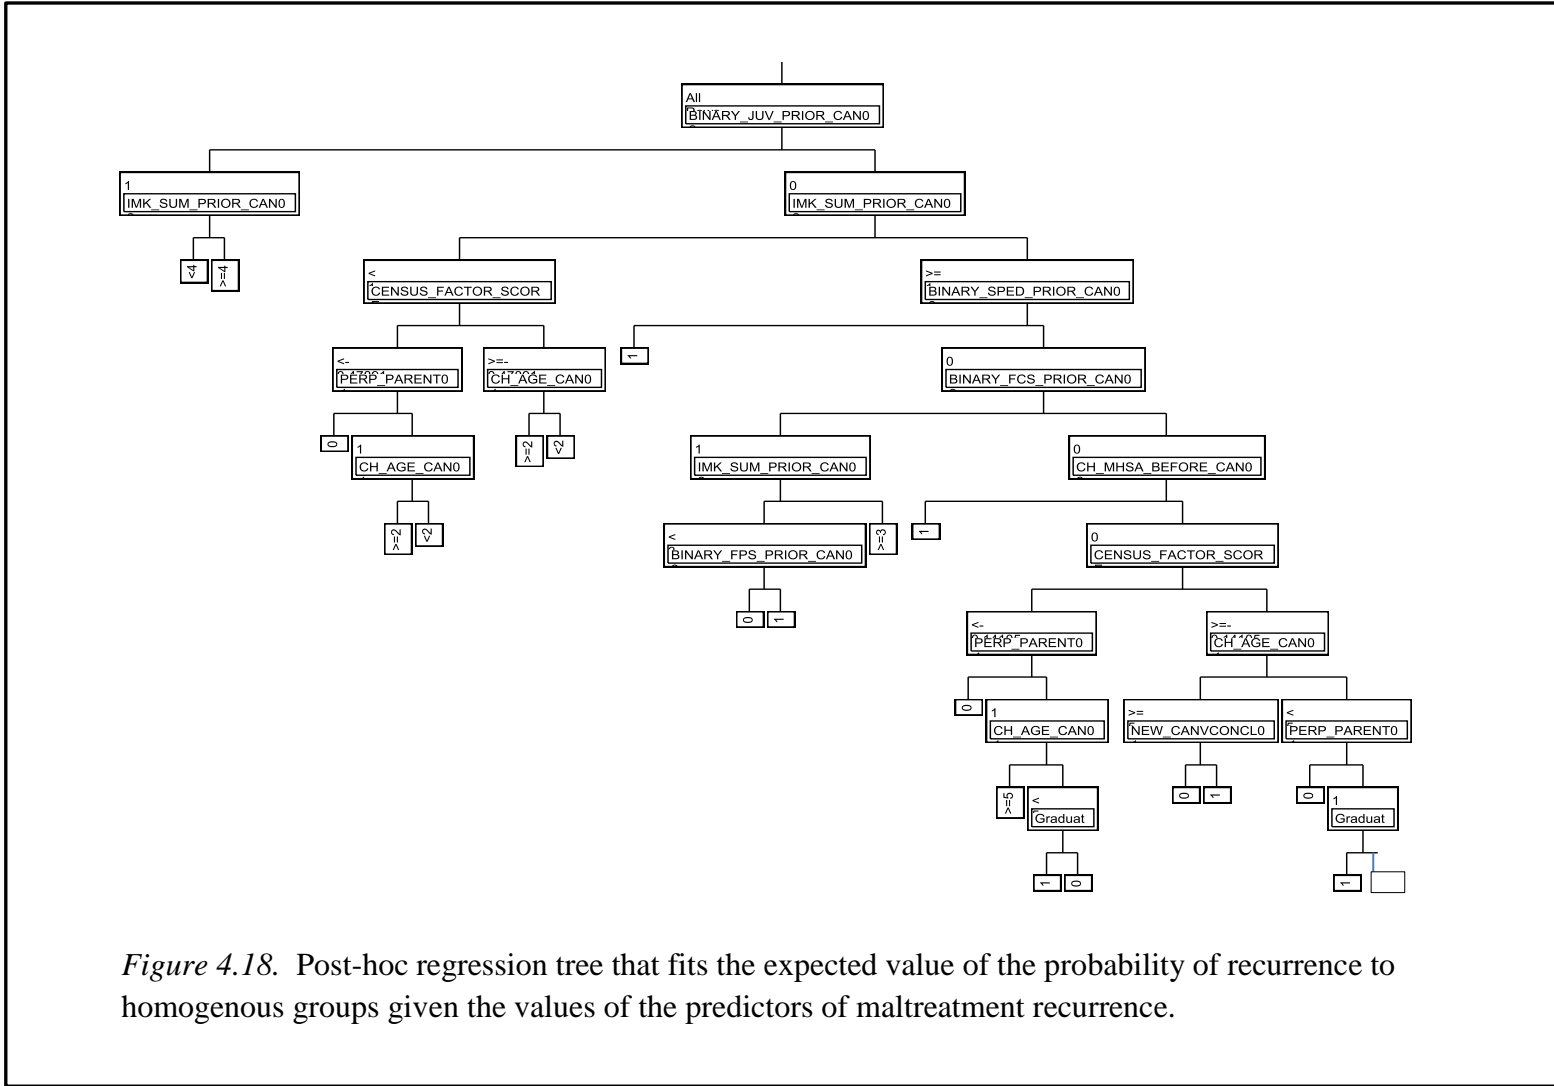 All
BINARY_JUV_PRIOR_CAN0
1
IMK_SUM_PRIOR_CAN0
0
IMK_SUM_PRIOR_CAN0
<4
>=4
<
CENSUS_FACTOR_SCOR
>=
BINARY_SPED_PRIOR_CAN0
<-
PERP_PARENT0
>=-
CH_AGE_CAN0
1
0
BINARY_FCS_PRIOR_CAN0
0
1
CH_AGE_CAN0
>=2
<2
1
IMK_SUM_PRIOR_CAN0
0
CH_MHSA_BEFORE_CAN0
>=2
<2
<
BINARY_FPS_PRIOR_CAN0
>=3
1
0
CENSUS_FACTOR_SCOR
0
1
<-
PERP_PARENT0
>=-
CH_AGE_CAN0
0
1
CH_AGE_CAN0
>=
NEW_CANVCONCL0
<
PERP_PARENT0
>=5
<
Graduat
0
1
0
1
Graduat
1
0
1
Figure 4.18. Post-hoc regression tree that fits the expected value of the probability of recurrence to
homogenous groups given the values of the predictors of maltreatment recurrence.